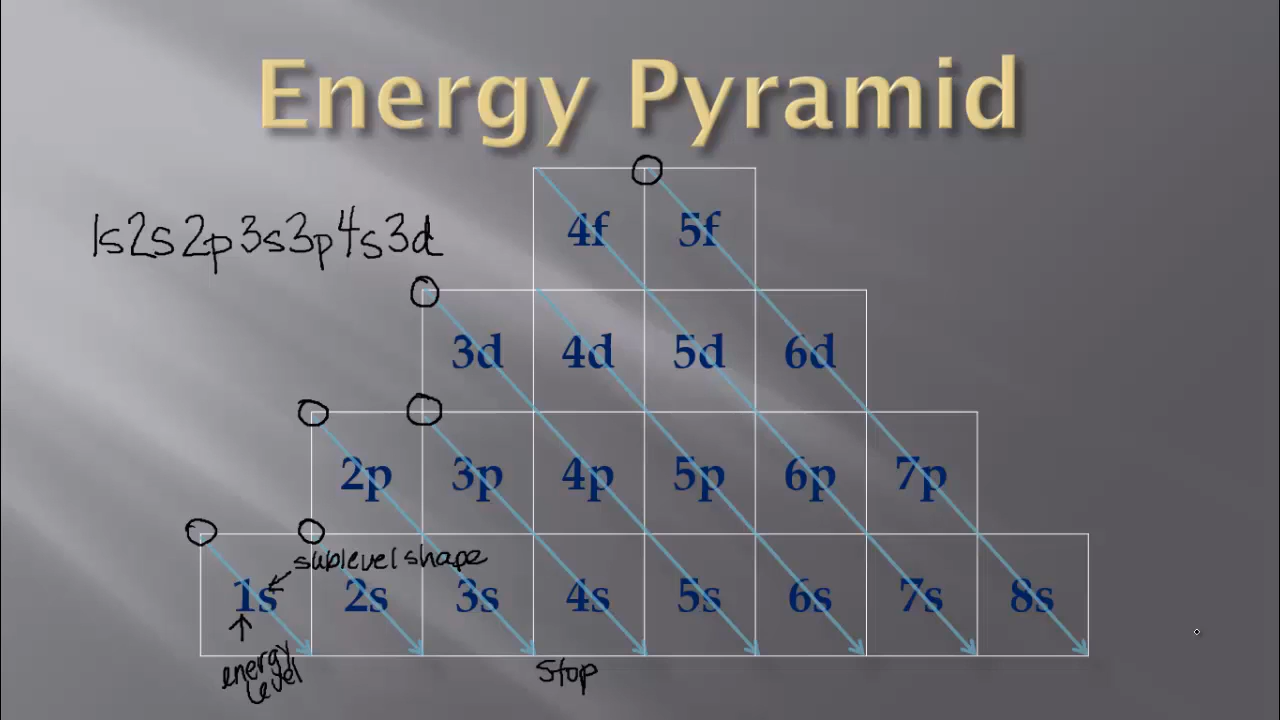 Energy Pyramid
4f 5f
1s2s2p3s3p4s3d
3d 4d 5d 6d
2p 3p 4p 5p 6p 7p
sublevel shape
1s 2s 3s 4s 5s 6s 7s 8s
energy
level
Stop